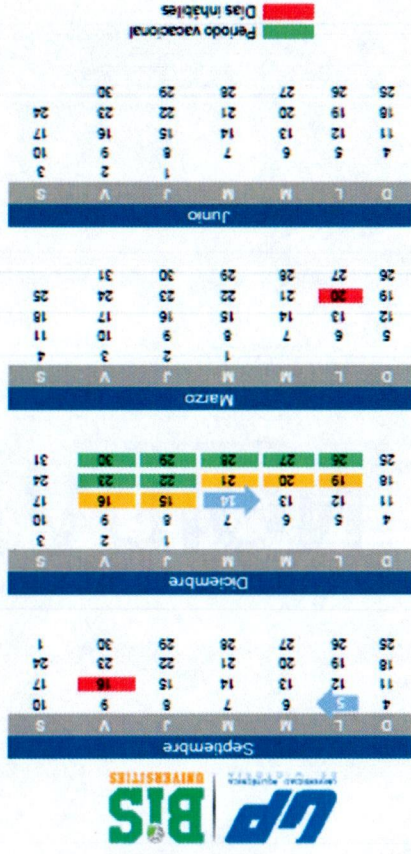 UP
UNIVERSIDAD POLITÉCNICA
DE VICTORIA
BIS
UNIVERSITIES
Septiembre
D L M M J V S
4 5 6 7 8 9 10
11 12 13 14 15 16 17
18 19 20 21 22 23 24
25 26 27 28 29 30 1
Diciembre
D L M M J V S
1 2 3
4 5 6 7 8 9 10
11 12 13 14 15 16 17
18 19 20 21 22 23 24
25 26 27 28 29 30 31
Marzo
D L M M J V S
1 2 3 4
5 6 7 8 9 10 11
12 13 14 15 16 17 18
19 20 21 22 23 24 25
26 27 28 29 30 31
Junio
D L M M J V S
1 2 3
4 5 6 7 8 9 10
11 12 13 14 15 16 17
18 19 20 21 22 23 24
25 26 27 28 29 30
Periodo vacacional
Días inhábiles